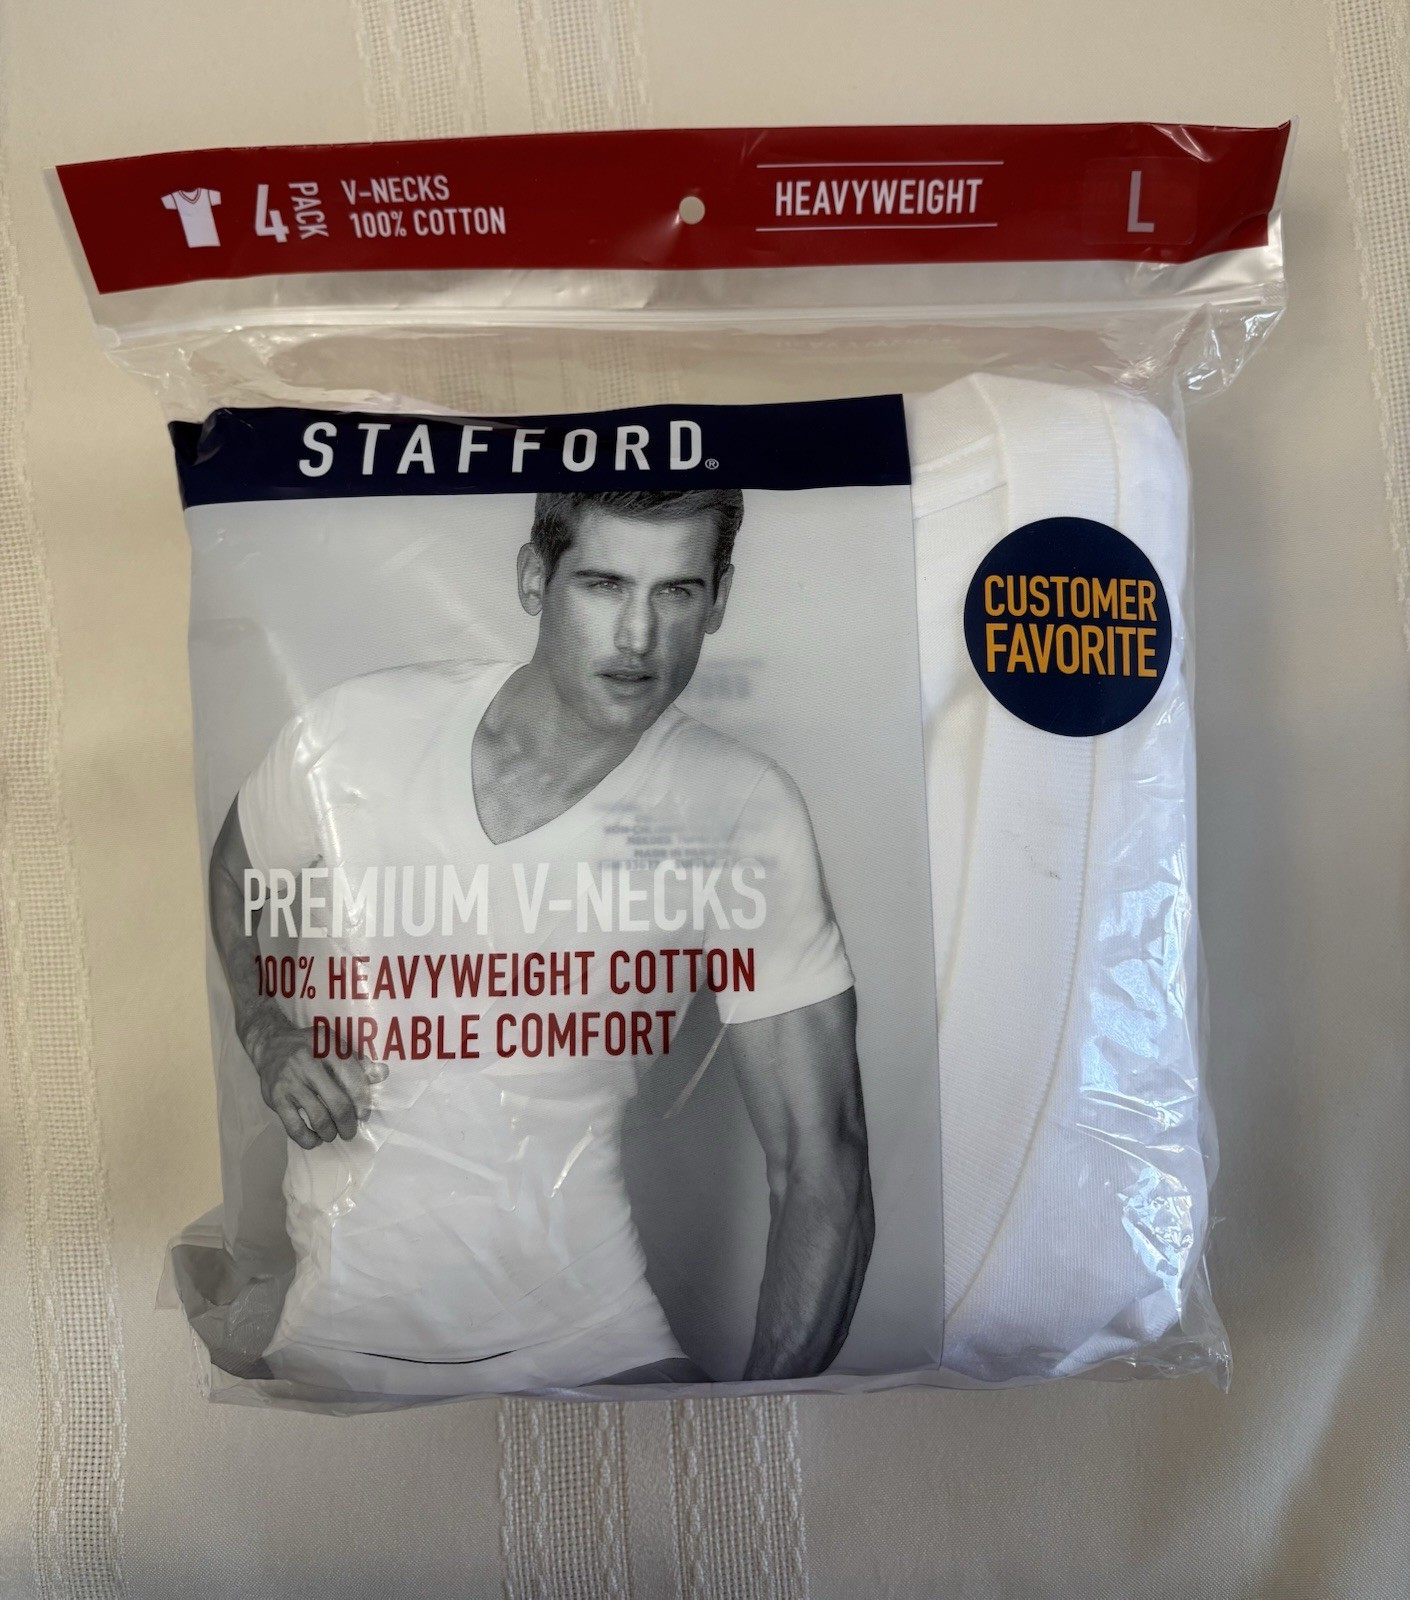 4 PACK
V-NECKS
100% COTTON
HEAVYWEIGHT
L
STAFFORD®
CUSTOMER
FAVORITE
PREMIUM V-NECKS
100% HEAVYWEIGHT COTTON
DURABLE COMFORT